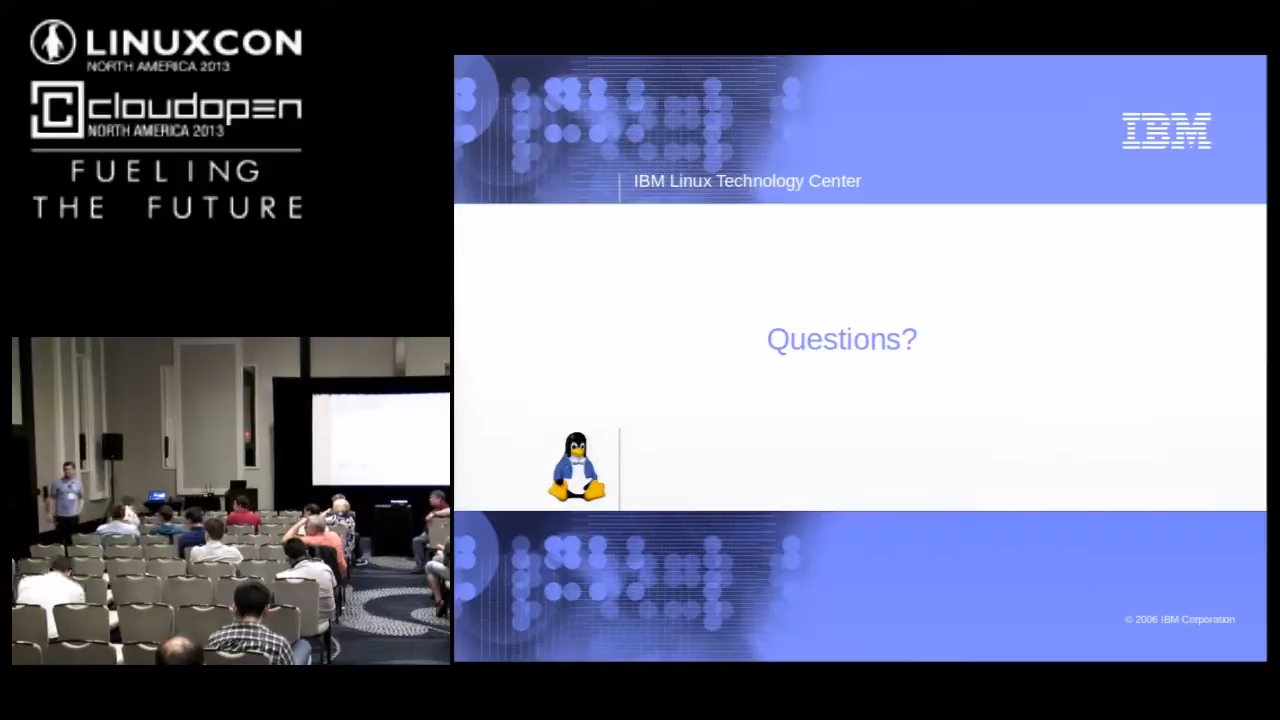 LINUXCON
NORTH AMERICA 2013
cloudopen
NORTH AMERICA 2013
FUELING
THE FUTURE
IBM
IBM Linux Technology Center
Questions?
© 2006 IBM Corporation